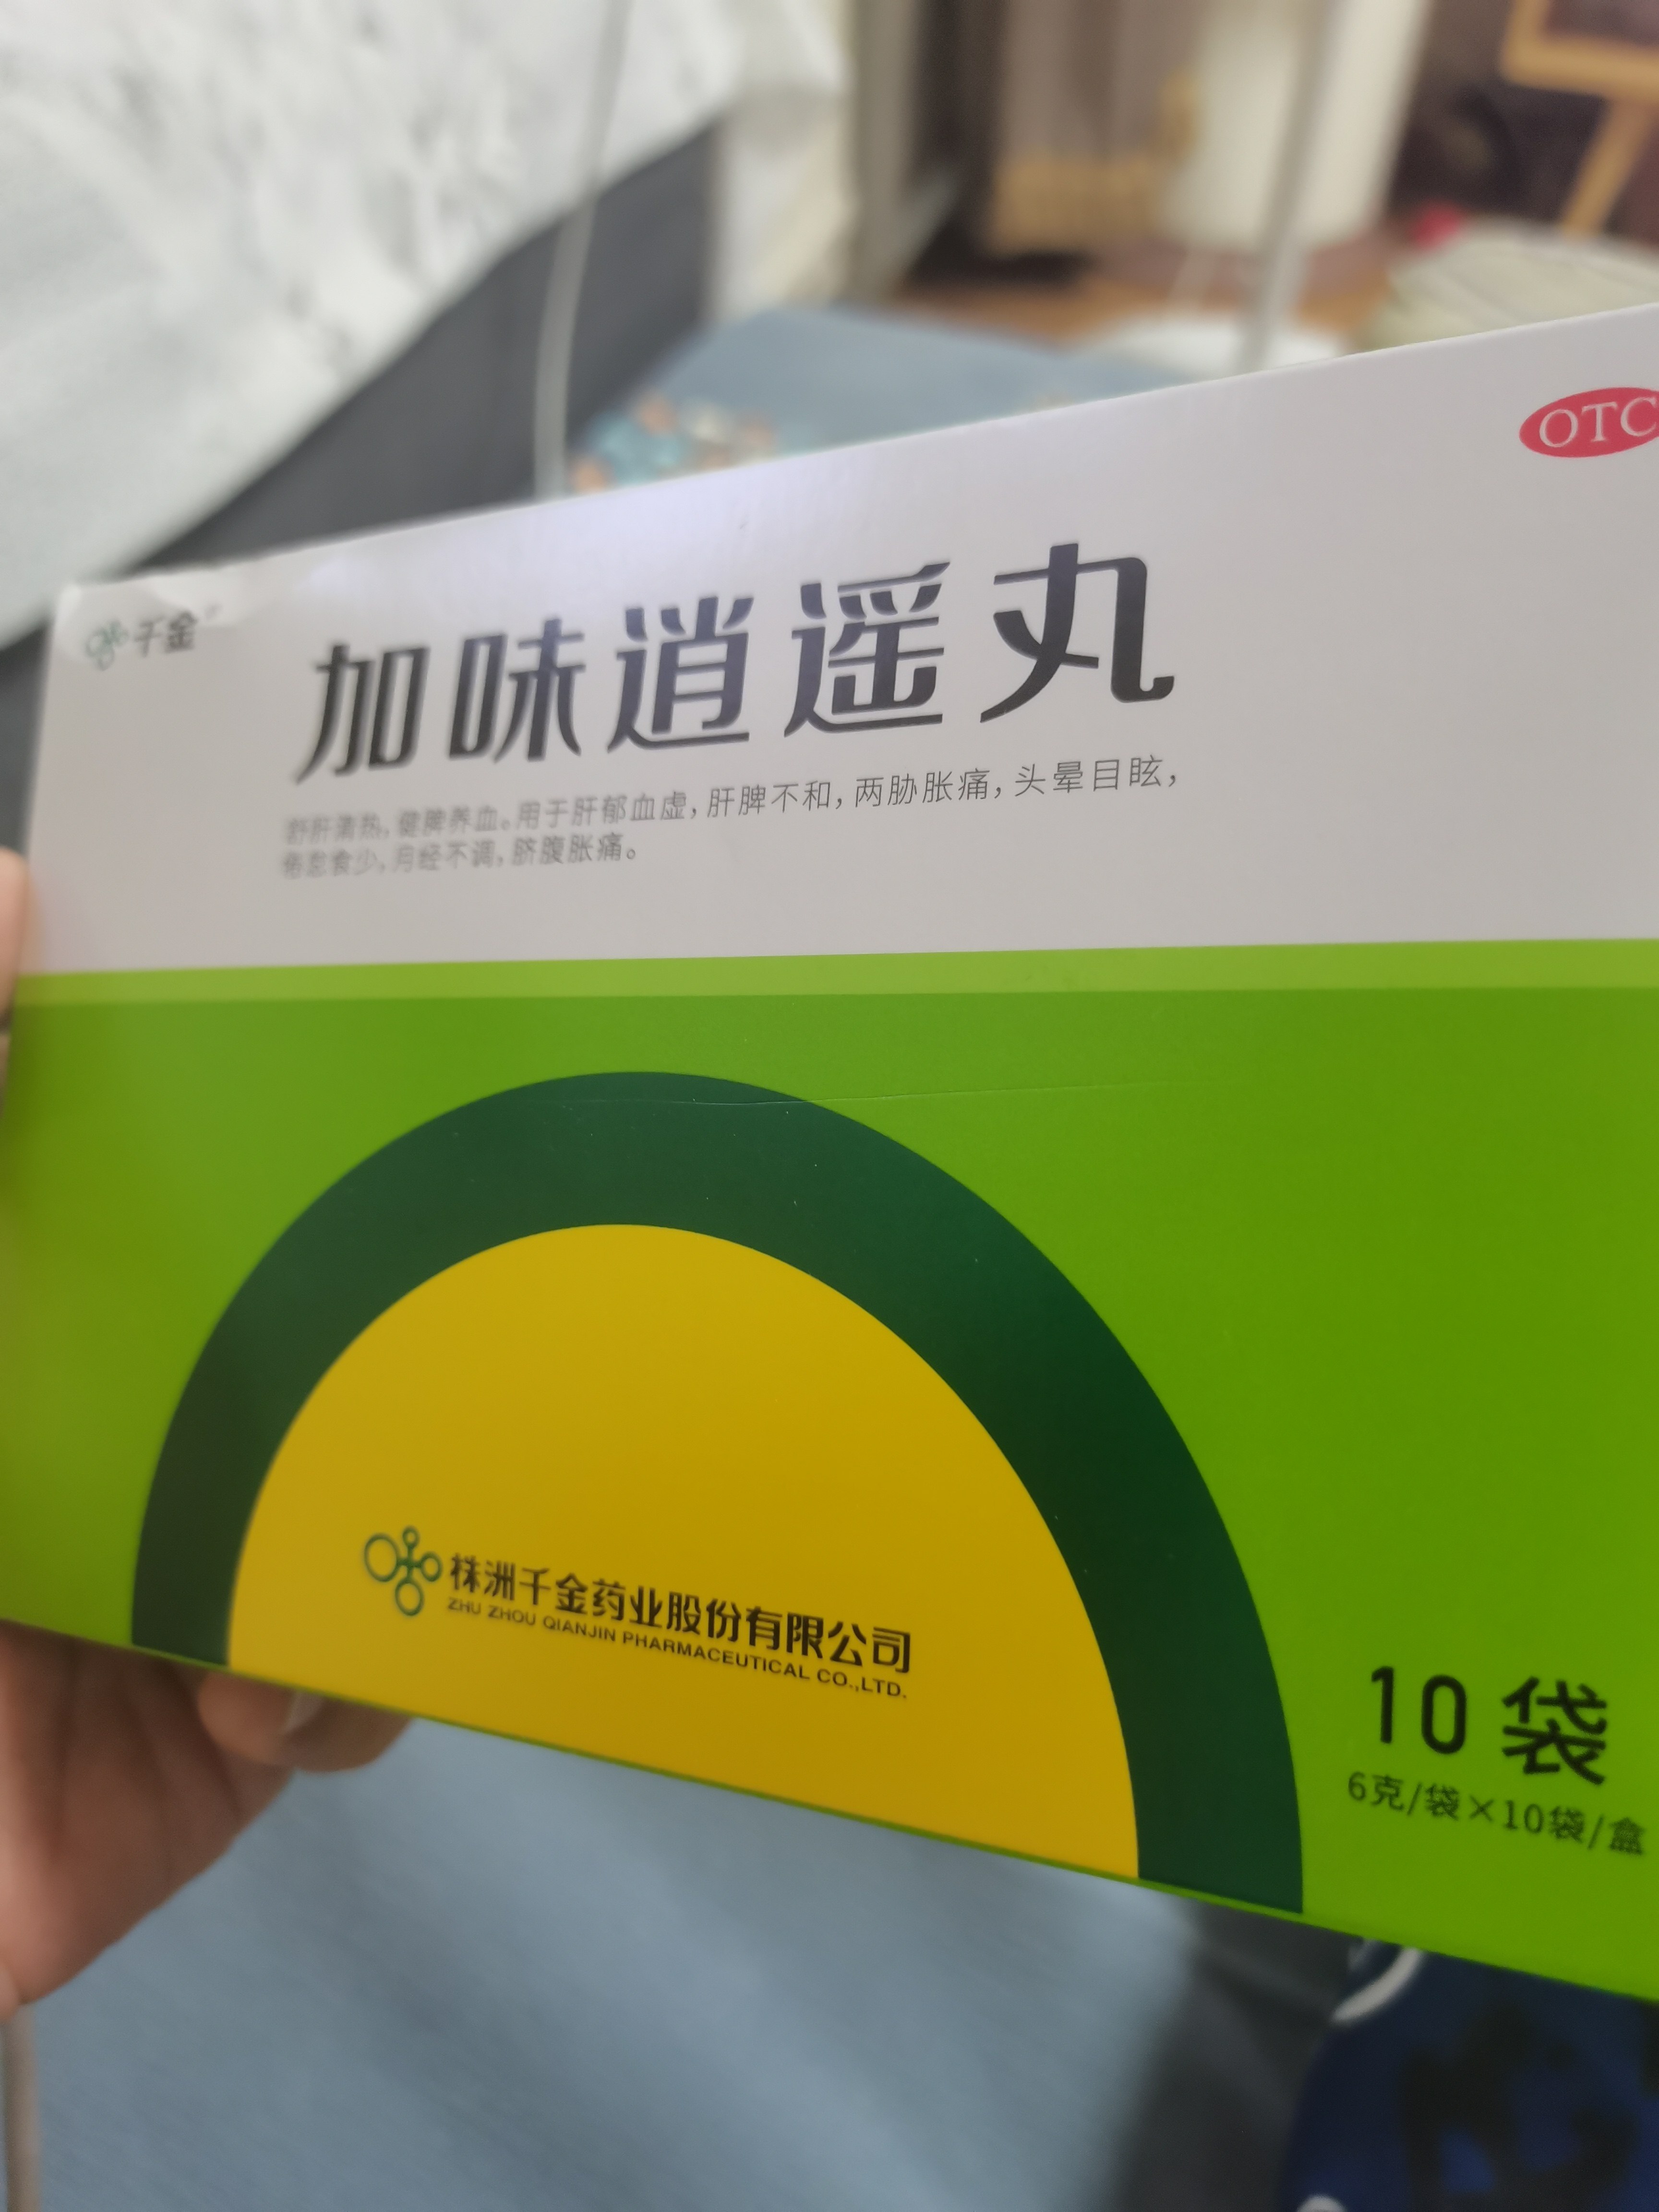 OTC
千金
加味逍遥丸
舒肝清热，健脾养血。用于肝郁血虚，肝脾不和，两胁胀痛，头晕目眩，
倦怠食少，月经不调，脐腹胀痛。
株洲千金药业股份有限公司
ZHU ZHOU QIANJIN PHARMACEUTICAL CO.,LTD.
10 袋
6克/袋×10袋/盒